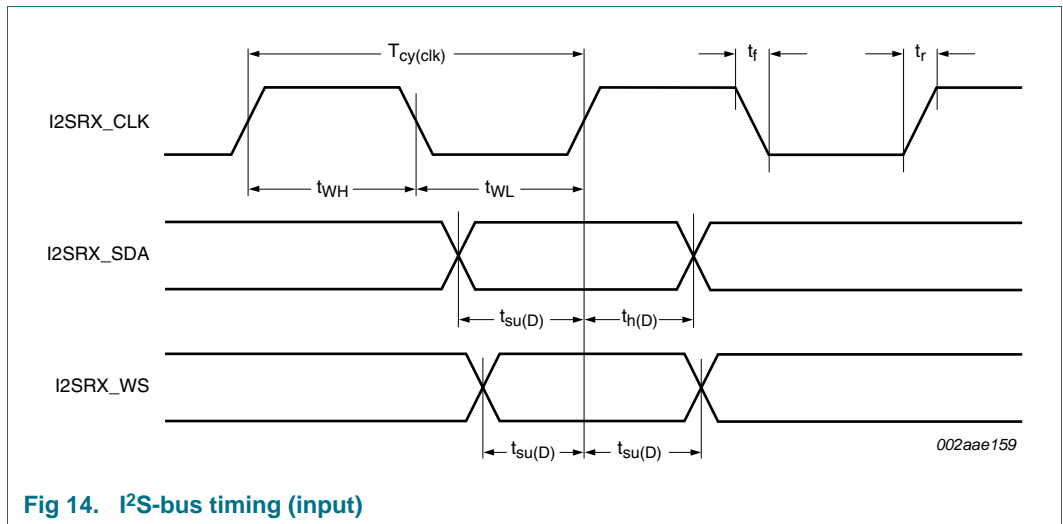 Tcy(clk)
tf
tr
I2SRX_CLK
tWH
tWL
I2SRX_SDA
tsu(D)
th(D)
I2SRX_WS
tsu(D)
tsu(D)
002aae159
Fig 14. I²S-bus timing (input)